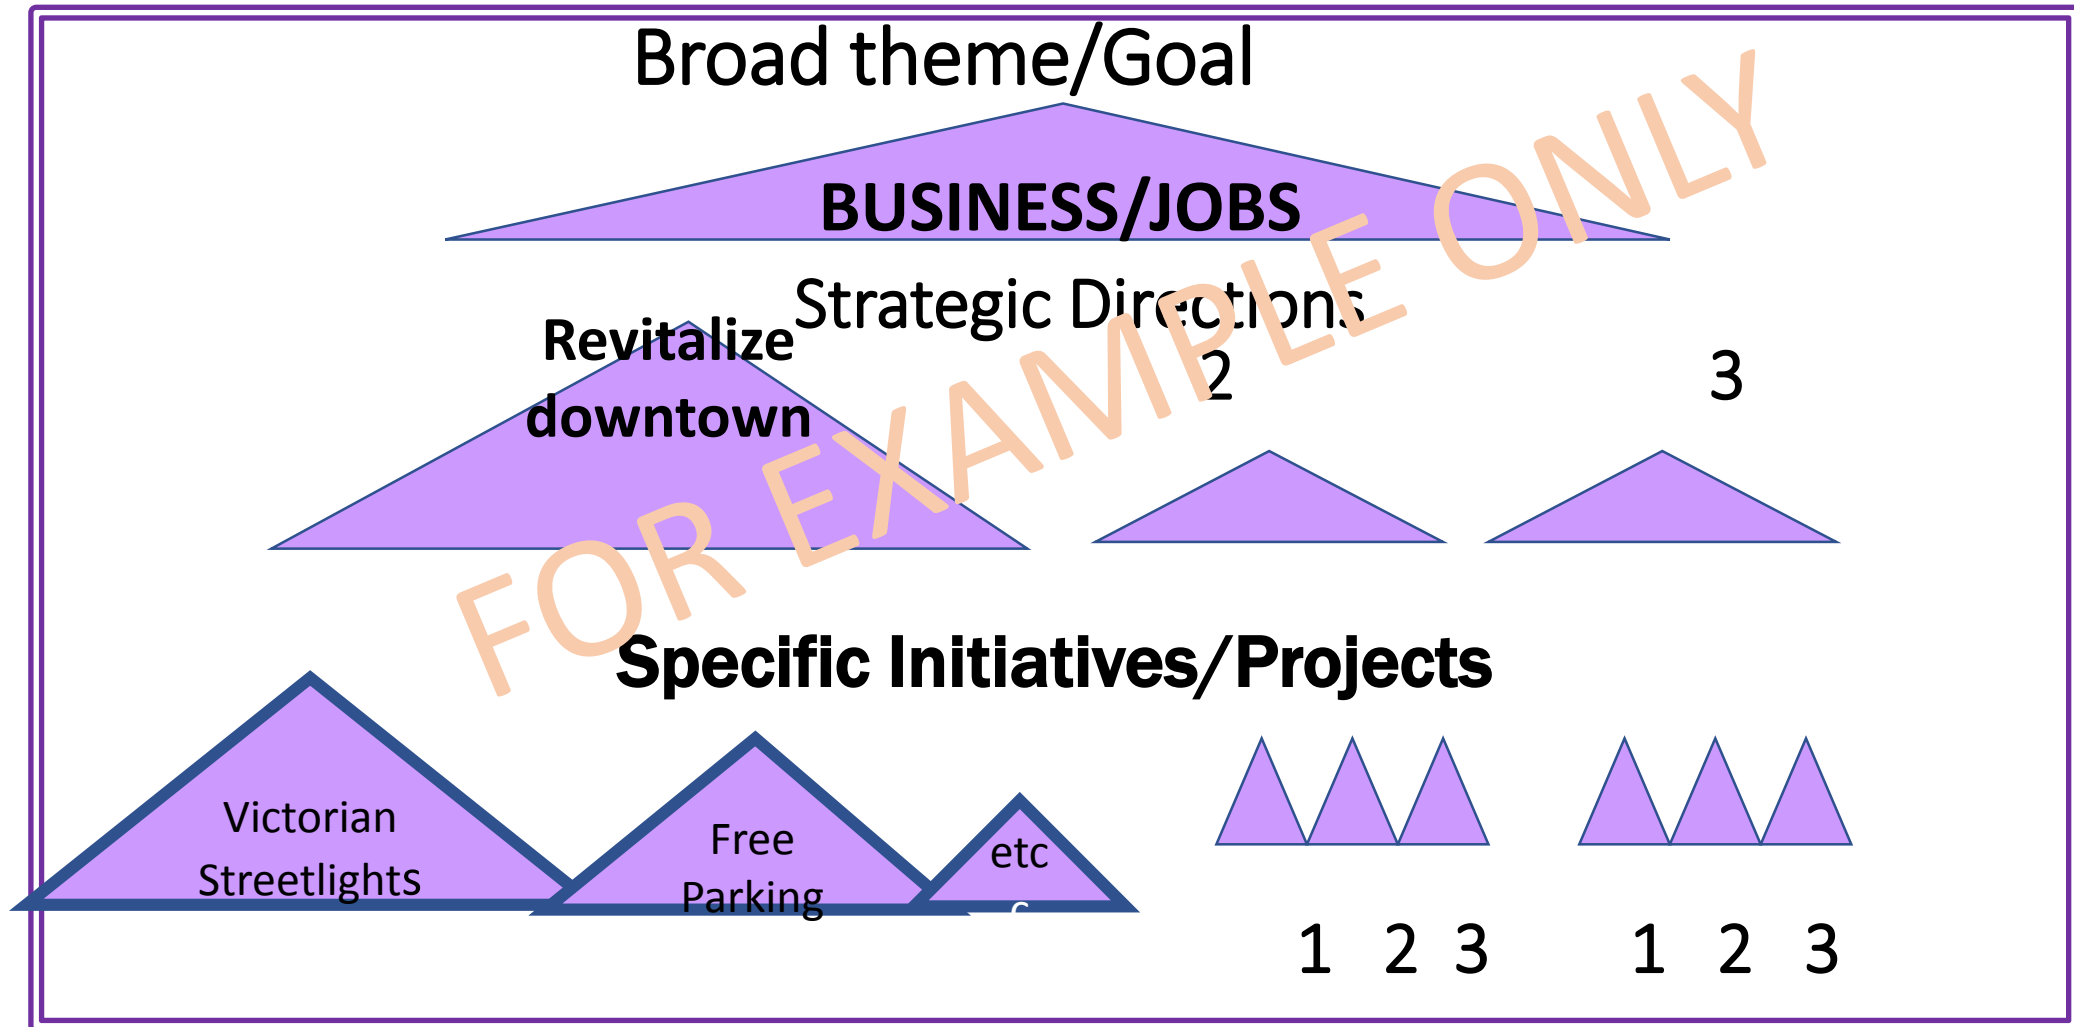 Broad theme/Goal
BUSINESS/JOBS
Strategic Directions
Revitalize
downtown
2
3
FOR EXAMPLE ONLY
Specific Initiatives/Projects
Victorian
Streetlights
Free
Parking
etc
1 2 3
1 2 3